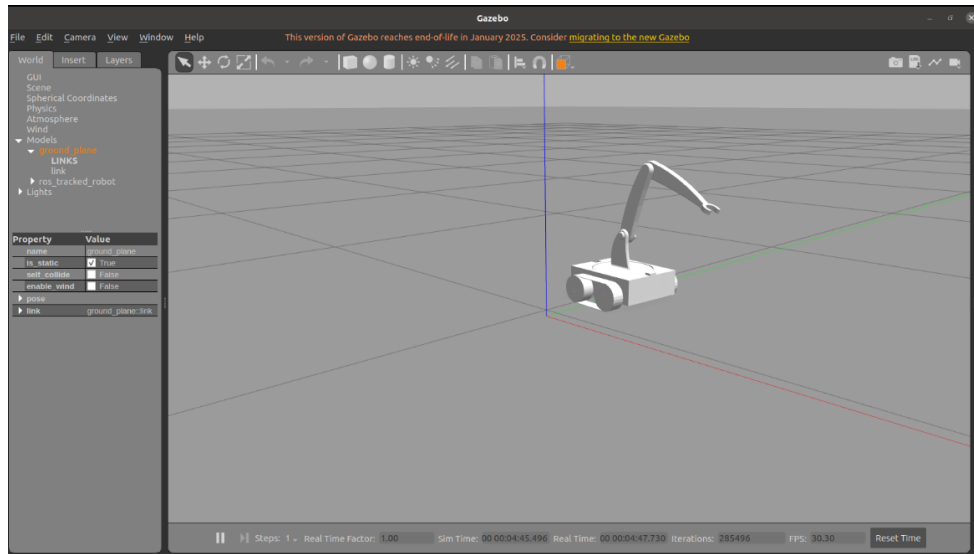 Gazebo
File Edit Camera View Window Help This version of Gazebo reaches end-of-life in January 2025. Consider migrating to the new Gazebo
World Insert Layers
GUI
Scene
Spherical Coordinates
Physics
Atmosphere
Wind
Models
ground_plane
LINKS
link
ros_tracked_robot
Lights
Property Value
name ground_plane
is_static True
self_collide False
enable_wind False
pose
link ground_plane::link
Steps: 1 Real Time Factor: 1.00 Sim Time: 00 00:04:45.496 Real Time: 00 00:04:47.730 Iterations: 285496 FPS: 30.30 Reset Time